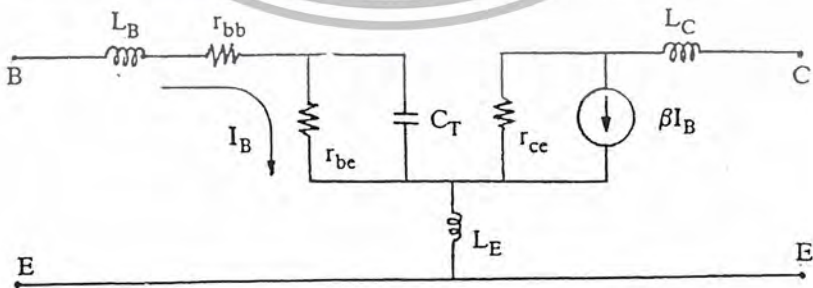 L_B
r_bb
L_C
B
C
I_B
r_be
C_T
r_ce
βI_B
L_E
E
E